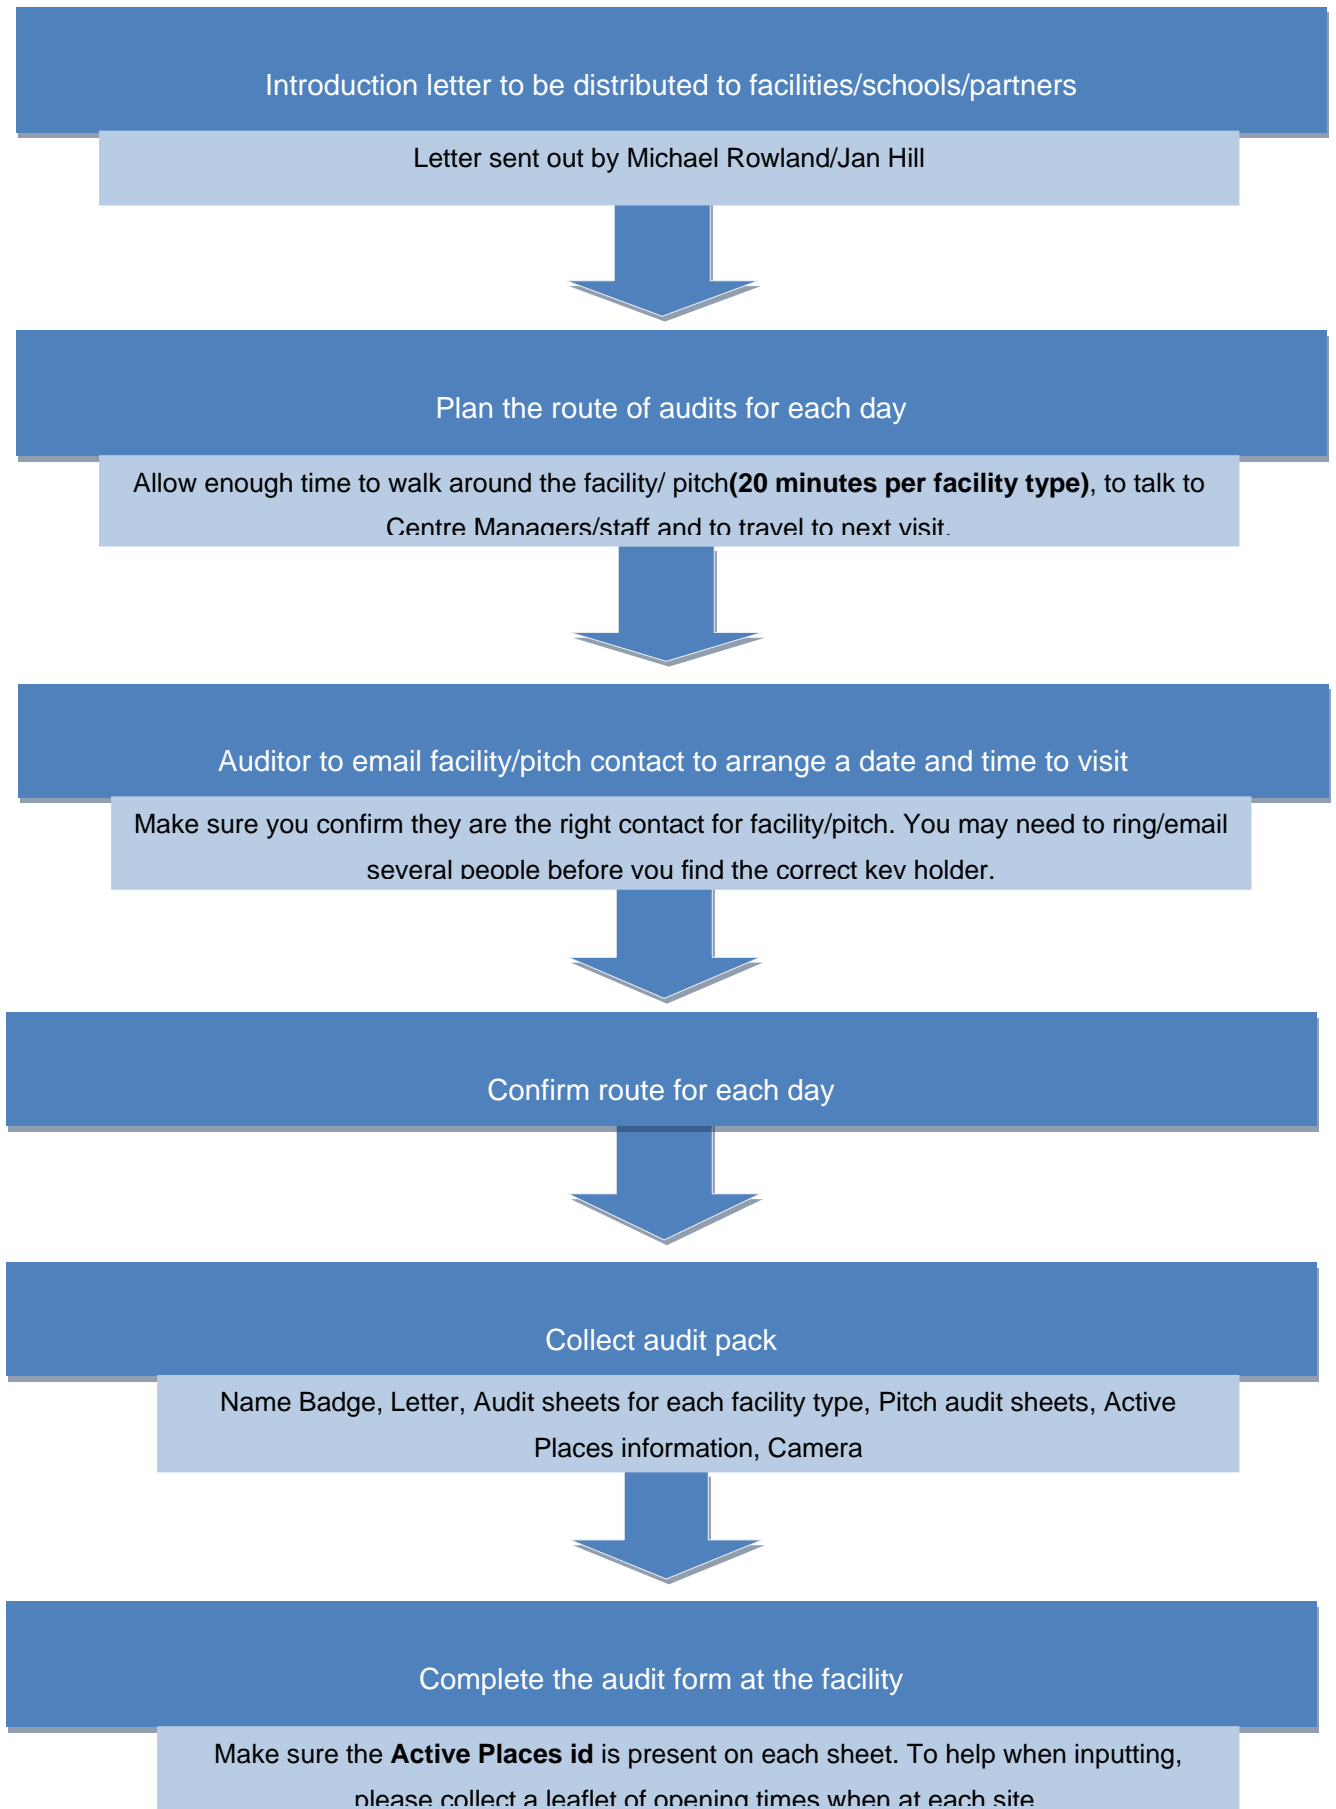 Introduction letter to be distributed to facilities/schools/partners
Letter sent out by Michael Rowland/Jan Hill
Plan the route of audits for each day
Allow enough time to walk around the facility/ pitch(20 minutes per facility type), to talk to
Centre Managers/staff and to travel to next visit.
Auditor to email facility/pitch contact to arrange a date and time to visit
Make sure you confirm they are the right contact for facility/pitch. You may need to ring/email
several people before you find the correct key holder.
Confirm route for each day
Collect audit pack
Name Badge, Letter, Audit sheets for each facility type, Pitch audit sheets, Active
Places information, Camera
Complete the audit form at the facility
Make sure the Active Places id is present on each sheet. To help when inputting,
please collect a leaflet of opening times when at each site